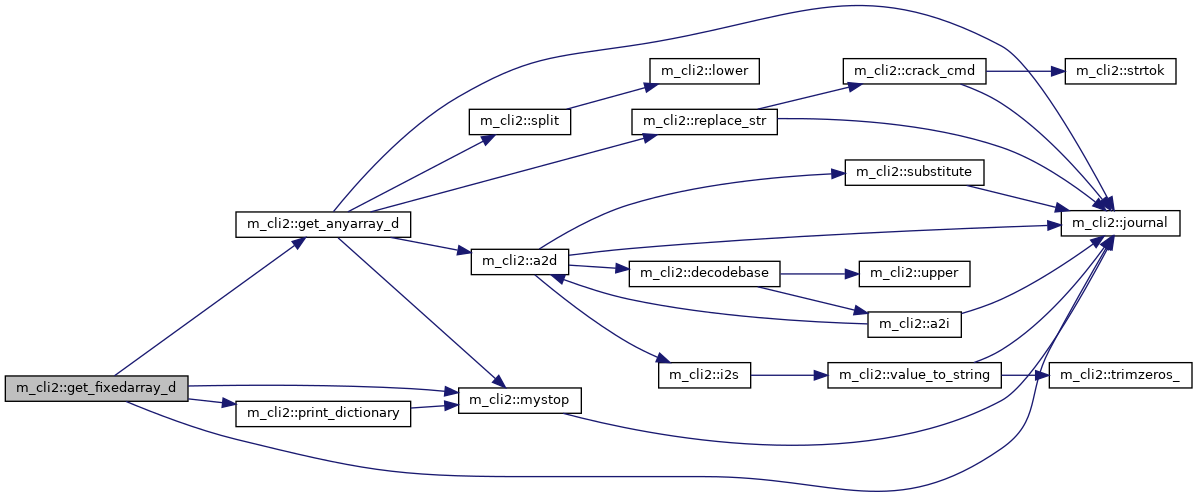 m_cli2::lower
m_cli2::crack_cmd
m_cli2::strtok
m_cli2::split
m_cli2::replace_str
m_cli2::substitute
m_cli2::get_anyarray_d
m_cli2::journal
m_cli2::a2d
m_cli2::decodebase
m_cli2::upper
m_cli2::a2i
m_cli2::get_fixedarray_d
m_cli2::i2s
m_cli2::value_to_string
m_cli2::trimzeros_
m_cli2::mystop
m_cli2::print_dictionary